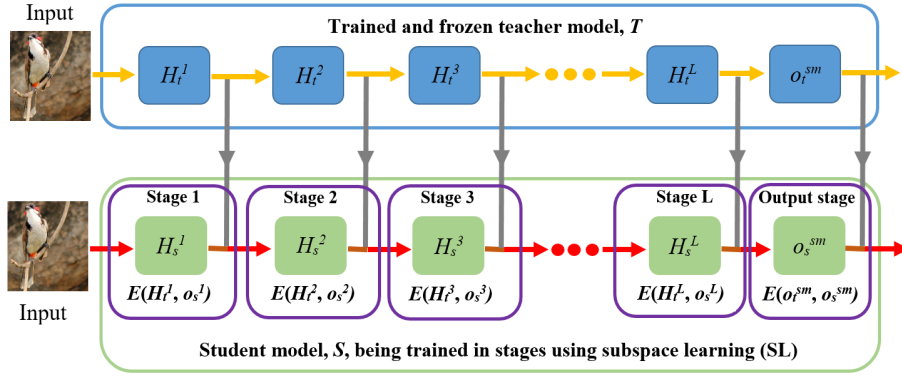 Input
Trained and frozen teacher model, T
H_t^1 H_t^2 H_t^3 H_t^L o_t^sm
Stage 1 Stage 2 Stage 3 Stage L Output stage
H_s^1 H_s^2 H_s^3 H_s^L o_s^sm
E(H_t^1, o_s^1) E(H_t^2, o_s^2) E(H_t^3, o_s^3) E(H_t^L, o_s^L) E(o_t^sm, o_s^sm)
Input
Student model, S, being trained in stages using subspace learning (SL)